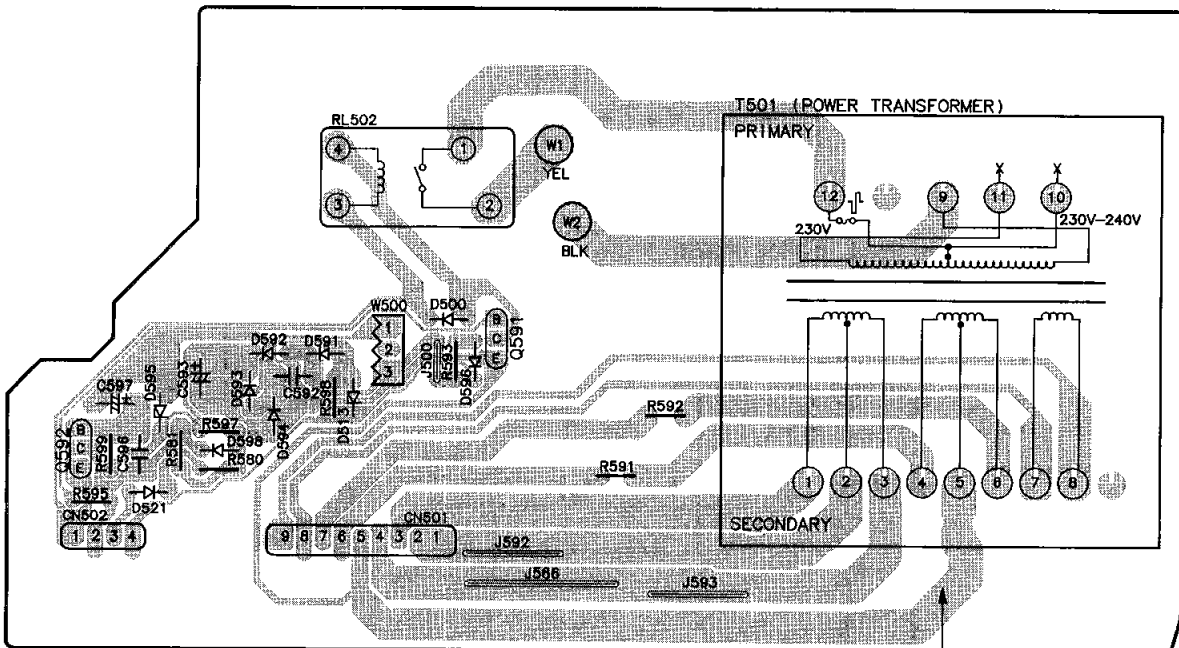 T501 (POWER TRANSFORMER)
PRIMARY
RL502
4
1
3
2
W1
YEL
W2
BLK
12
9
11
10
230V
230V-240V
W500
1
2
3
D500
B
C
E
Q591
J500
R593
D596
D592
D591
C593
D593
C592
R598
D513
D594
D595
C597
R597
D598
R580
R581
Q592
B
C
E
R599
C596
R595
D521
R592
R591
1 2 3 4 5 6 7 8
SECONDARY
CN502
1 2 3 4
CN501
9 8 7 6 5 4 3 2 1
J592
J566
J593